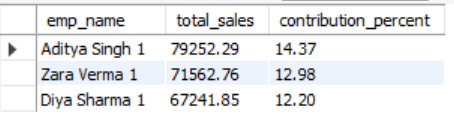 emp_name total_sales contribution_percent
Aditya Singh 1 79252.29 14.37
Zara Verma 1 71562.76 12.98
Diya Sharma 1 67241.85 12.20